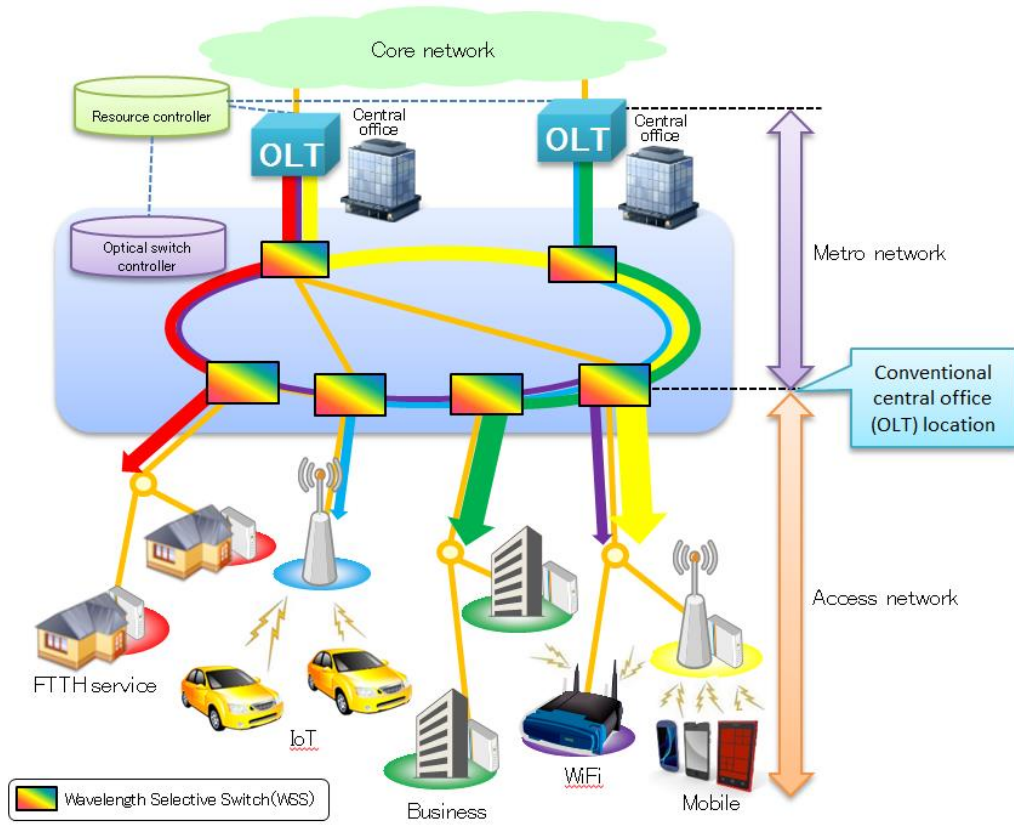 Core network
Resource controller
Central
office
Central
office
OLT
OLT
Optical switch
controller
Metro network
Conventional
central office
(OLT) location
Access network
FTTH service
IoT
Business
WiFi
Mobile
Wavelength Selective Switch(WSS)